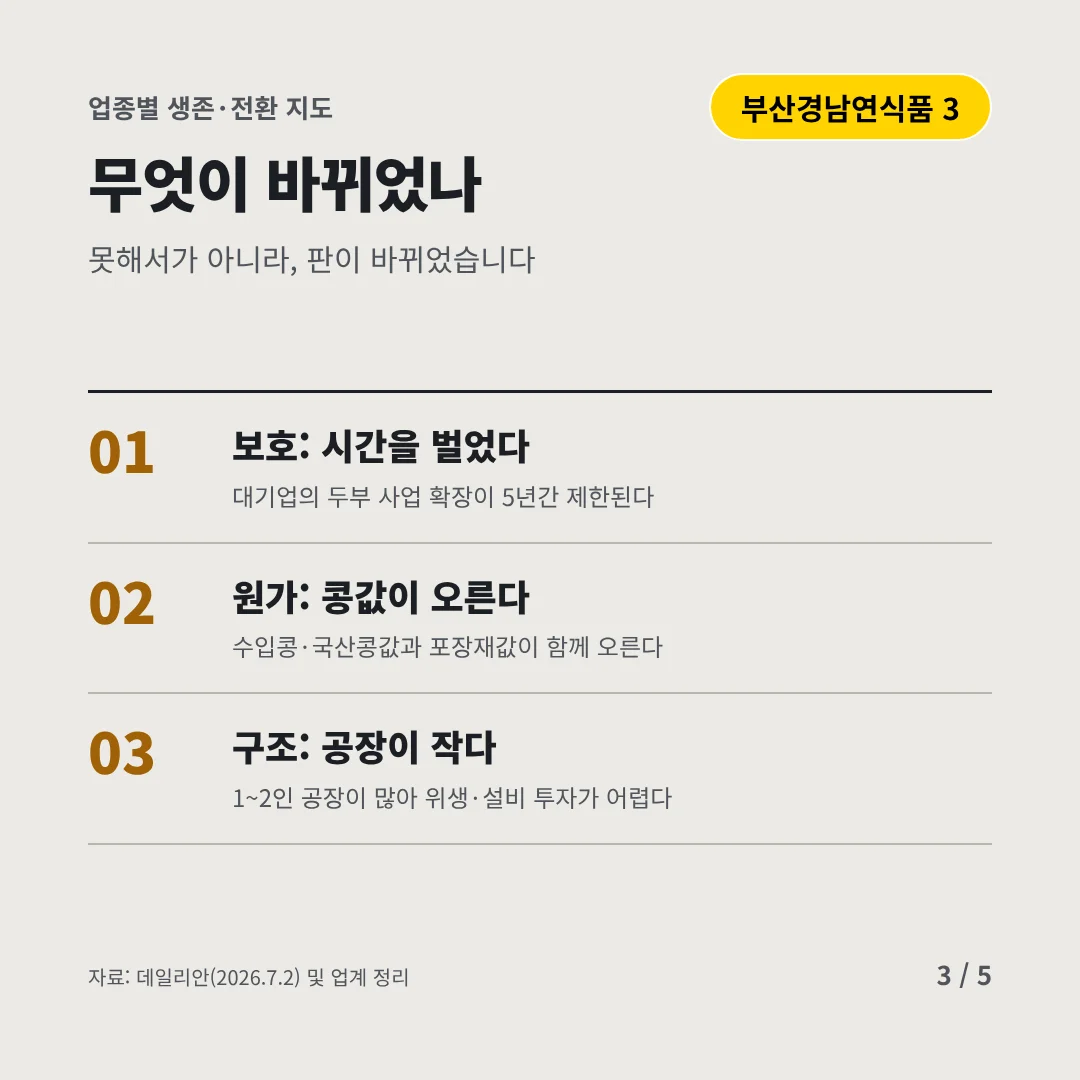 업종별 생존·전환 지도
부산경남연식품 3
무엇이 바뀌었나
못해서가 아니라, 판이 바뀌었습니다
01
보호: 시간을 벌었다
대기업의 두부 사업 확장이 5년간 제한된다
02
원가: 콩값이 오른다
수입콩·국산콩값과 포장재값이 함께 오른다
03
구조: 공장이 작다
1~2인 공장이 많아 위생·설비 투자가 어렵다
자료: 데일리안(2026.7.2) 및 업계 정리
3 / 5